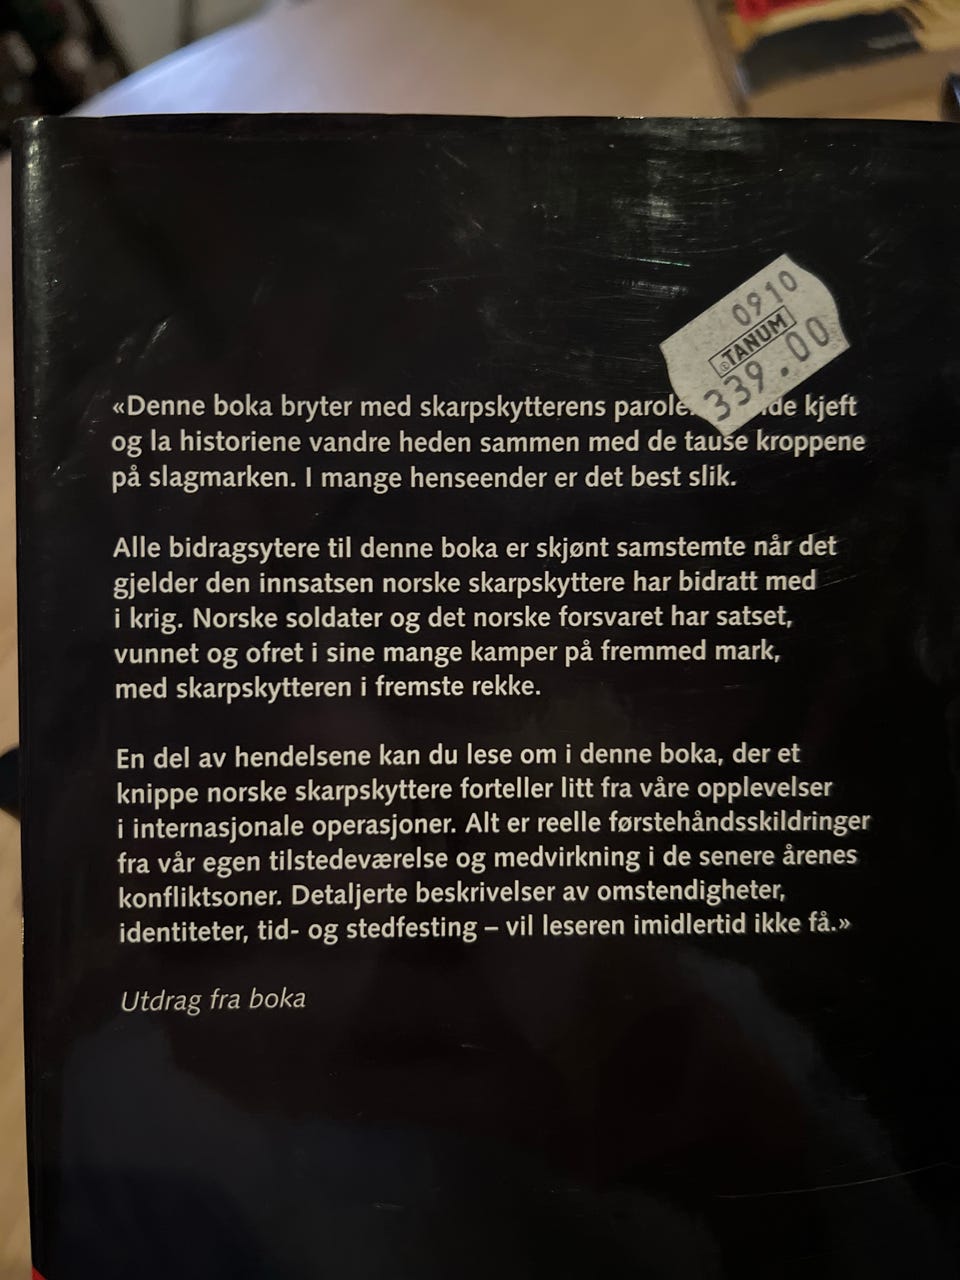 0910
©TANUM
339.00
«Denne boka bryter med skarpskytterens parole. de kjeft
og la historiene vandre heden sammen med de tause kroppene
på slagmarken. I mange henseender er det best slik.
Alle bidragsytere til denne boka er skjønt samstemte når det
gjelder den innsatsen norske skarpskyttere har bidratt med
i krig. Norske soldater og det norske forsvaret har satset,
vunnet og ofret i sine mange kamper på fremmed mark,
med skarpskytteren i fremste rekke.
En del av hendelsene kan du lese om i denne boka, der et
knippe norske skarpskyttere forteller litt fra våre opplevelser
i internasjonale operasjoner. Alt er reelle førstehåndsskildringer
fra vår egen tilstedeværelse og medvirkning i de senere årenes
konfliktsoner. Detaljerte beskrivelser av omstendigheter,
identiteter, tid- og stedfesting – vil leseren imidlertid ikke få.»
Utdrag fra boka